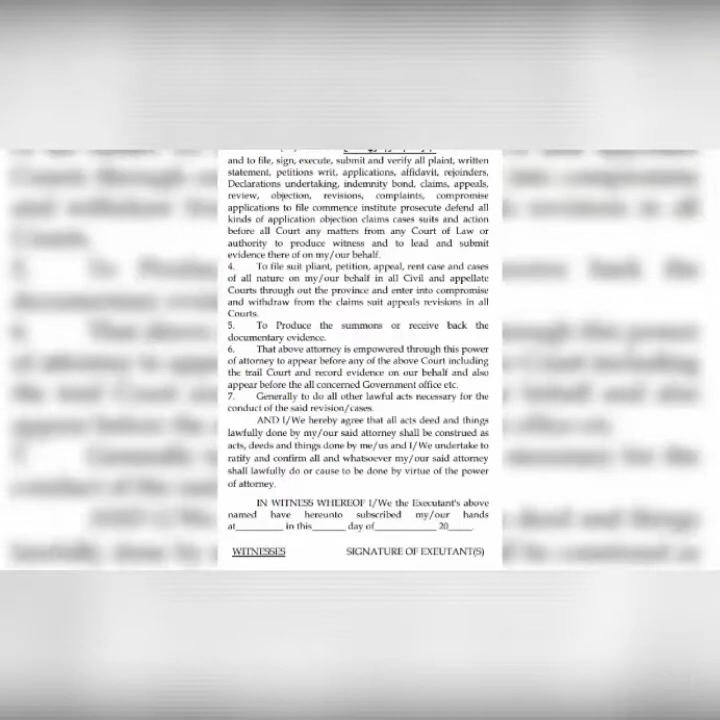 and to file, sign, execute, submit and verify all plaint, written
statement, petitions writ, applications, affidavit, rejoinders,
Declarations undertaking, indemnity bond, claims, appeals,
review, objection, revisions, complaints, compromise
applications to file commence institute prosecute defend all
kinds of application objection claims cases suits and action
before all Court any matters from any Court of Law or
authority to produce witness and to lead and submit
evidence there of on my/our behalf.
4. To file suit pliant, petition, appeal, rent case and cases
of all nature on my/our behalf in all Civil and appellate
Courts through out the province and enter into compromise
and withdraw from the claims suit appeals revisions in all
Courts.
5. To Produce the summons or receive back the
documentary evidence.
6. That above attorney is empowered through this power
of attorney to appear before any of the above Court including
the trail Court and record evidence on our behalf and also
appear before the all concerned Government office etc.
7. Generally to do all other lawful acts necessary for the
conduct of the said revision/cases.
AND I/We hereby agree that all acts deed and things
lawfully done by my/our said attorney shall be construed as
acts, deeds and things done by me/us and I/We undertake to
ratify and confirm all and whatsoever my/our said attorney
shall lawfully do or cause to be done by virtue of the power
of attorney.
IN WITNESS WHEREOF I/We the Executant's above
named have hereunto subscribed my/our hands
at__________ in this_______ day of_____________ 20_____.
WITNESSES SIGNATURE OF EXEUTANT(S)